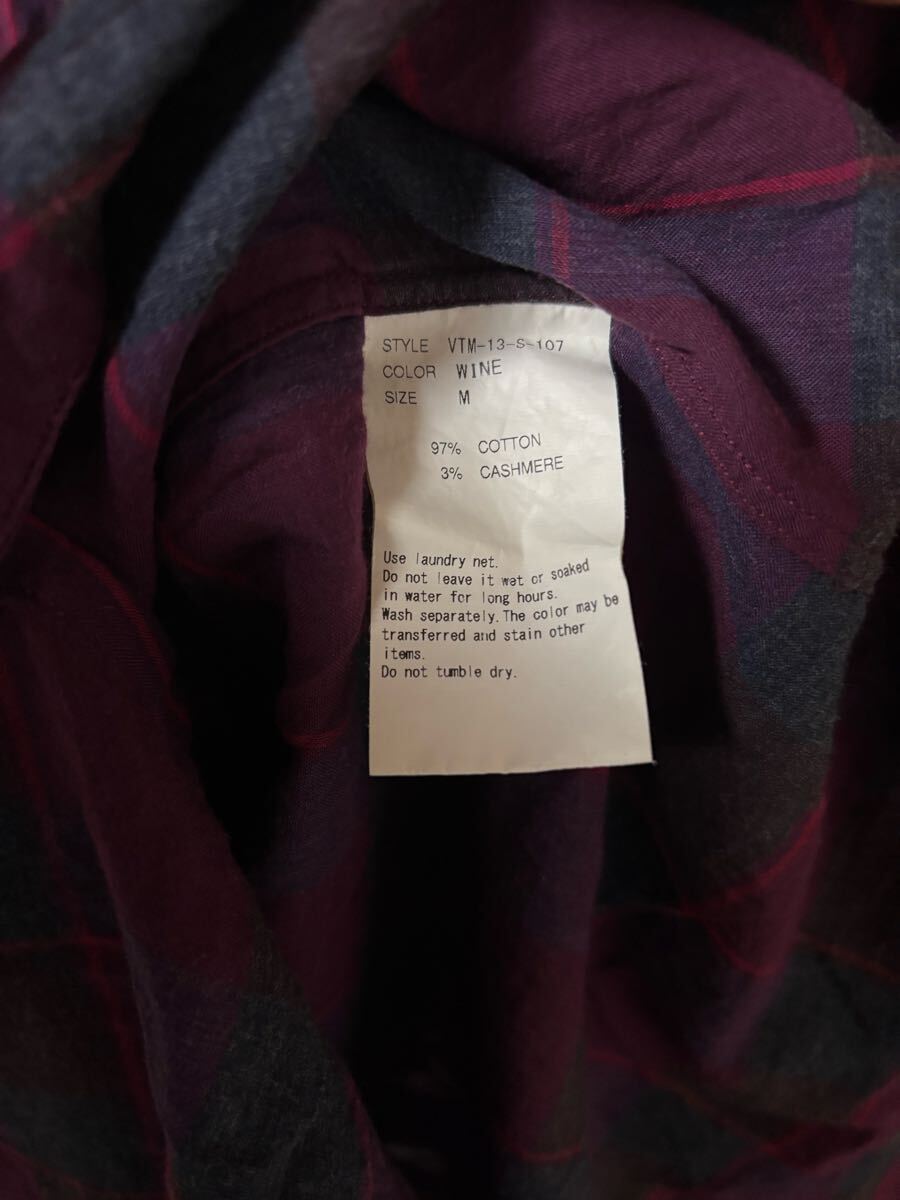 STYLE VTM-13-S-107
COLOR WINE
SIZE M
97% COTTON
3% CASHMERE
Use laundry net.
Do not leave it wet or soaked
in water for long hours.
Wash separately. The color may be
transferred and stain other
items.
Do not tumble dry.